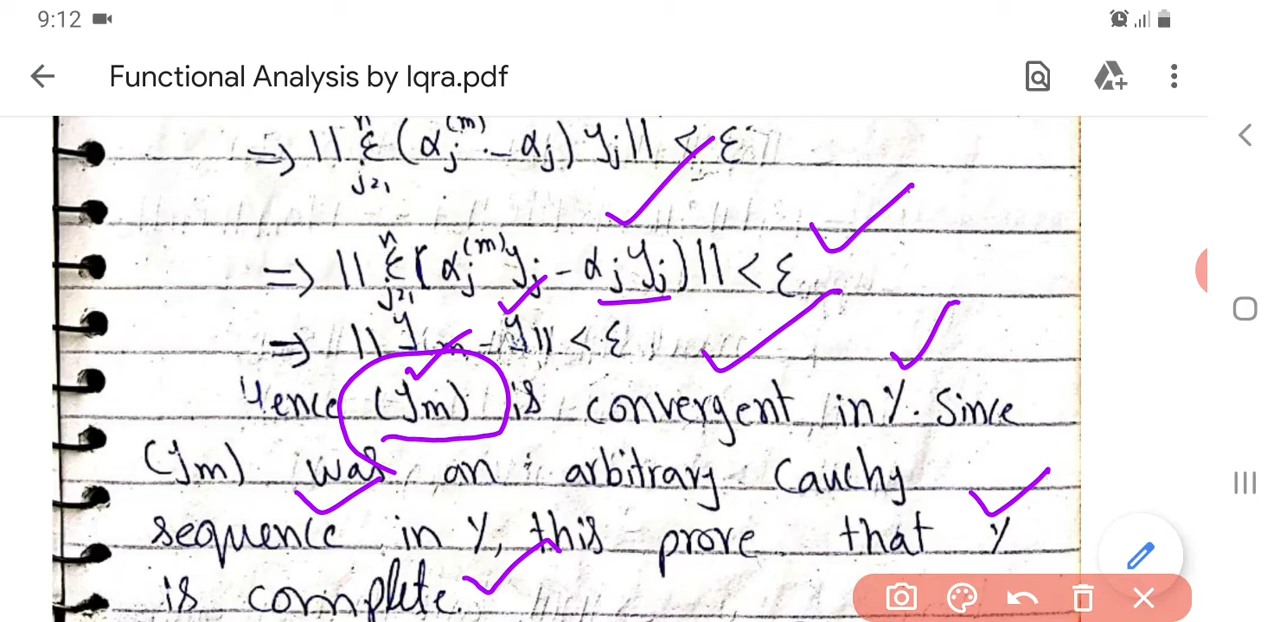 9:12
Functional Analysis by Iqra.pdf
=> || Σ_{j=1}^{n} (α_j^{(m)} - α_j) y_j || < ε
=> || Σ_{j=1}^{n} (α_j^{(m)} y_j - α_j y_j) || < ε
=> || y_m - y || < ε
Hence (y_m) is convergent in Y. Since
(y_m) was an arbitrary Cauchy
sequence in Y, this prove that Y
is complete.